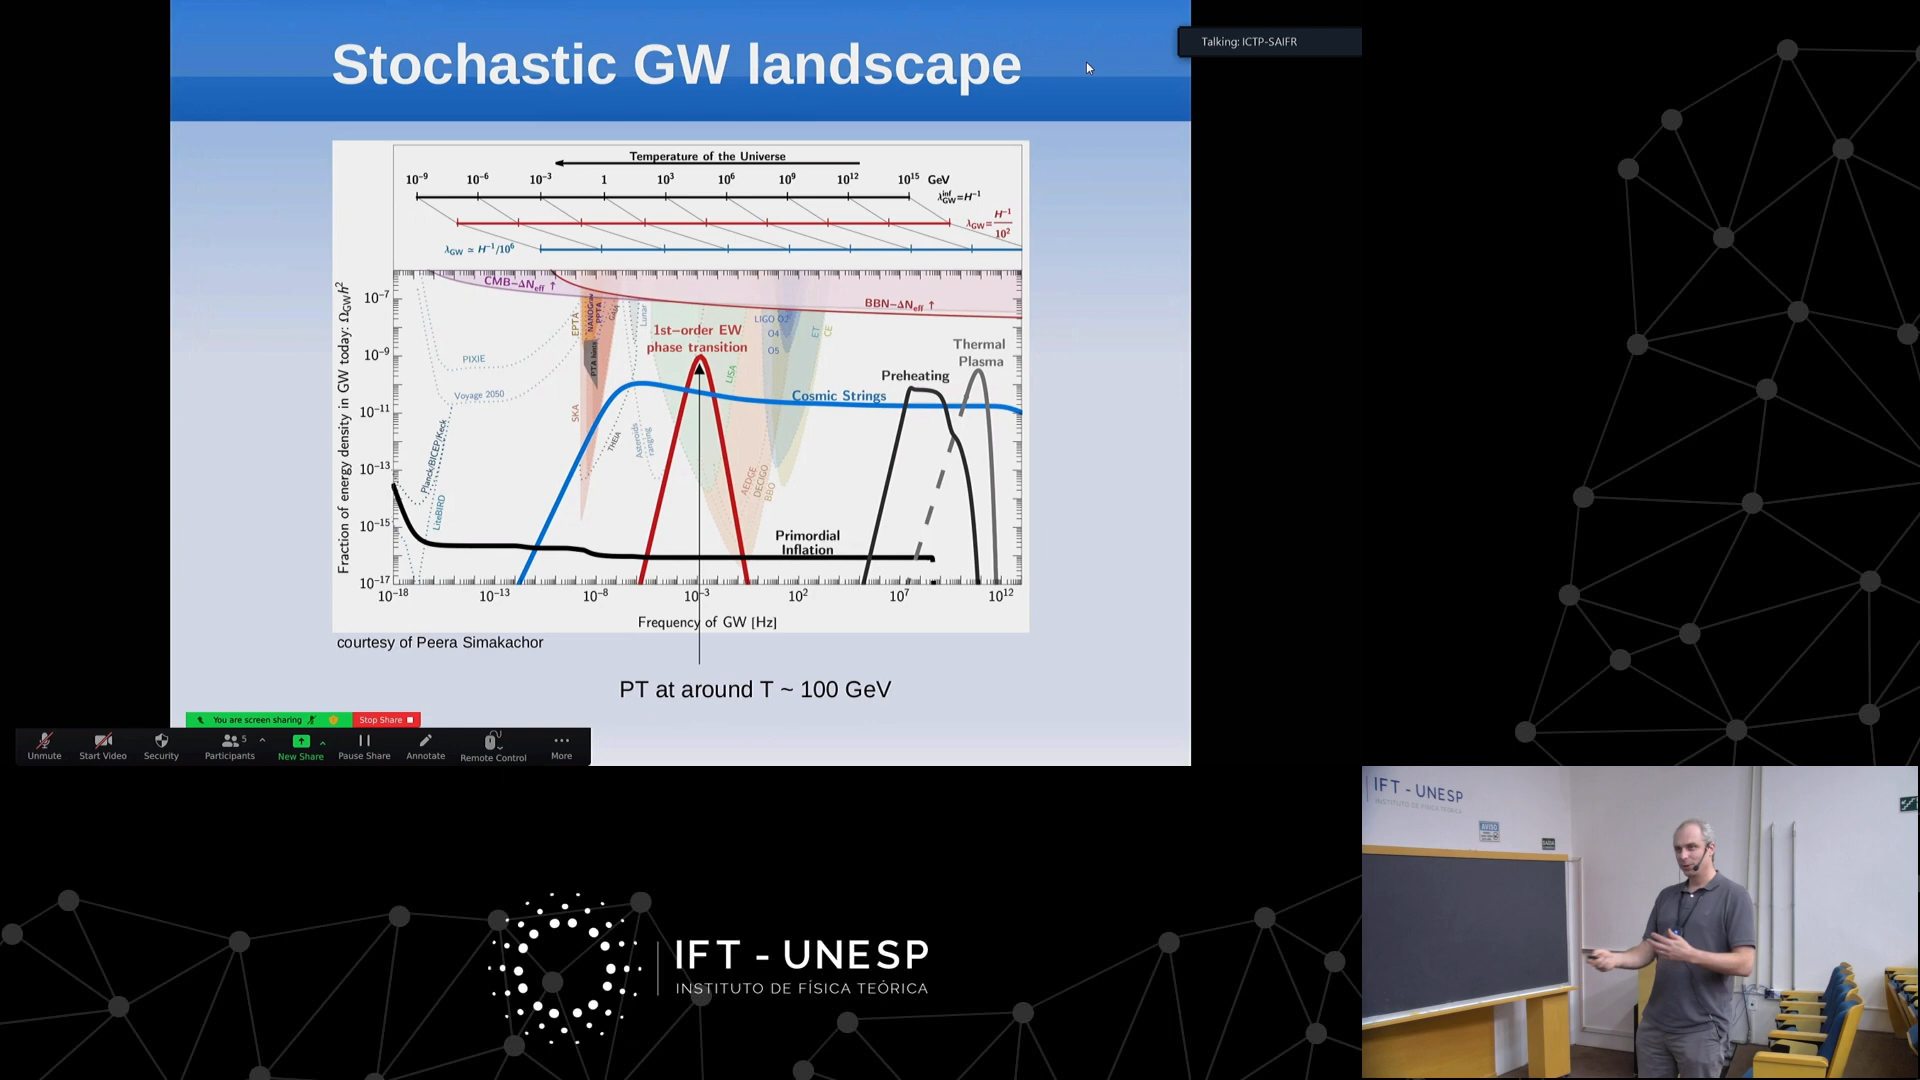 Stochastic GW landscape
Talking: ICTP-SAIFR
Temperature of the Universe
10⁻⁹ 10⁻⁶ 10⁻³ 1 10³ 10⁶ 10⁹ 10¹² 10¹⁵ GeV
λ_GW^inf=H⁻¹
λ_GW=H⁻¹/10²
λ_GW ≃ H⁻¹/10⁶
Fraction of energy density in GW today: Ω_GW h²
10⁻⁷
10⁻⁹
10⁻¹¹
10⁻¹³
10⁻¹⁵
10⁻¹⁷
CMB-ΔN_eff ↑
BBN-ΔN_eff ↑
EPTA
NANOGrav
PPTA
GAIA
PTA hints
Lunar
LIGO O2
O4
O5
ET
CE
1st-order EW
phase transition
LISA
PIXIE
Voyage 2050
SKA
THEIA
Asteroids
ranging
Planck/BICEP/Keck
LiteBIRD
AEDGE
DECIGO
BBO
Cosmic Strings
Preheating
Thermal
Plasma
Primordial
Inflation
10⁻¹⁸ 10⁻¹³ 10⁻⁸ 10⁻³ 10² 10⁷ 10¹²
Frequency of GW [Hz]
courtesy of Peera Simakachor
PT at around T ~ 100 GeV
You are screen sharing Stop Share
5
Unmute Start Video Security Participants New Share Pause Share Annotate Remote Control More
IFT - UNESP
INSTITUTO DE FÍSICA TEÓRICA
IFT - UNESP
INSTITUTO DE FÍSICA TEÓRICA
AVISO